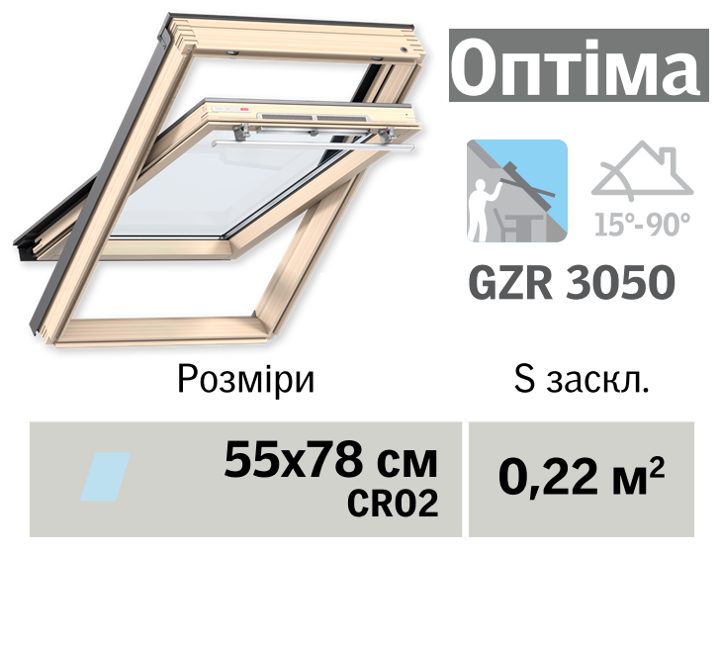 Оптіма
15°-90°
GZR 3050
Розміри
S заскл.
55x78 см
CR02
0,22 м²